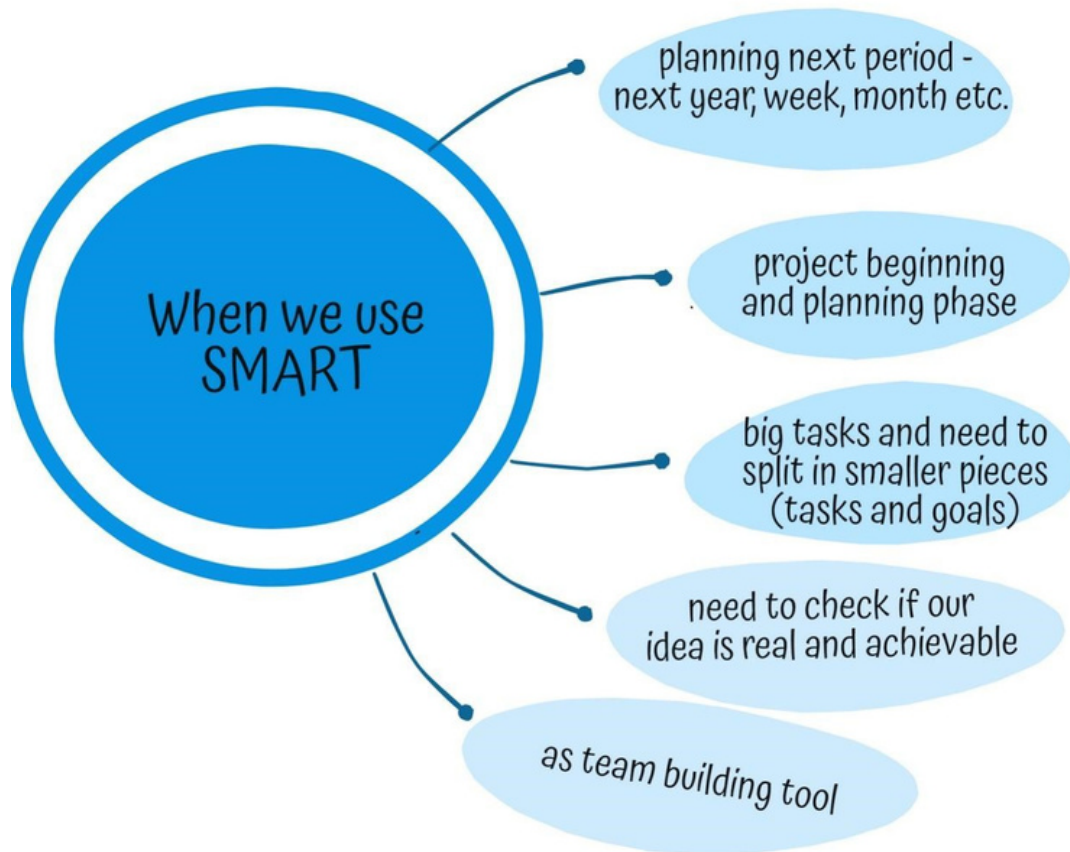 When we use
SMART
planning next period -
next year, week, month etc.
project beginning
and planning phase
big tasks and need to
split in smaller pieces
(tasks and goals)
need to check if our
idea is real and achievable
as team building tool